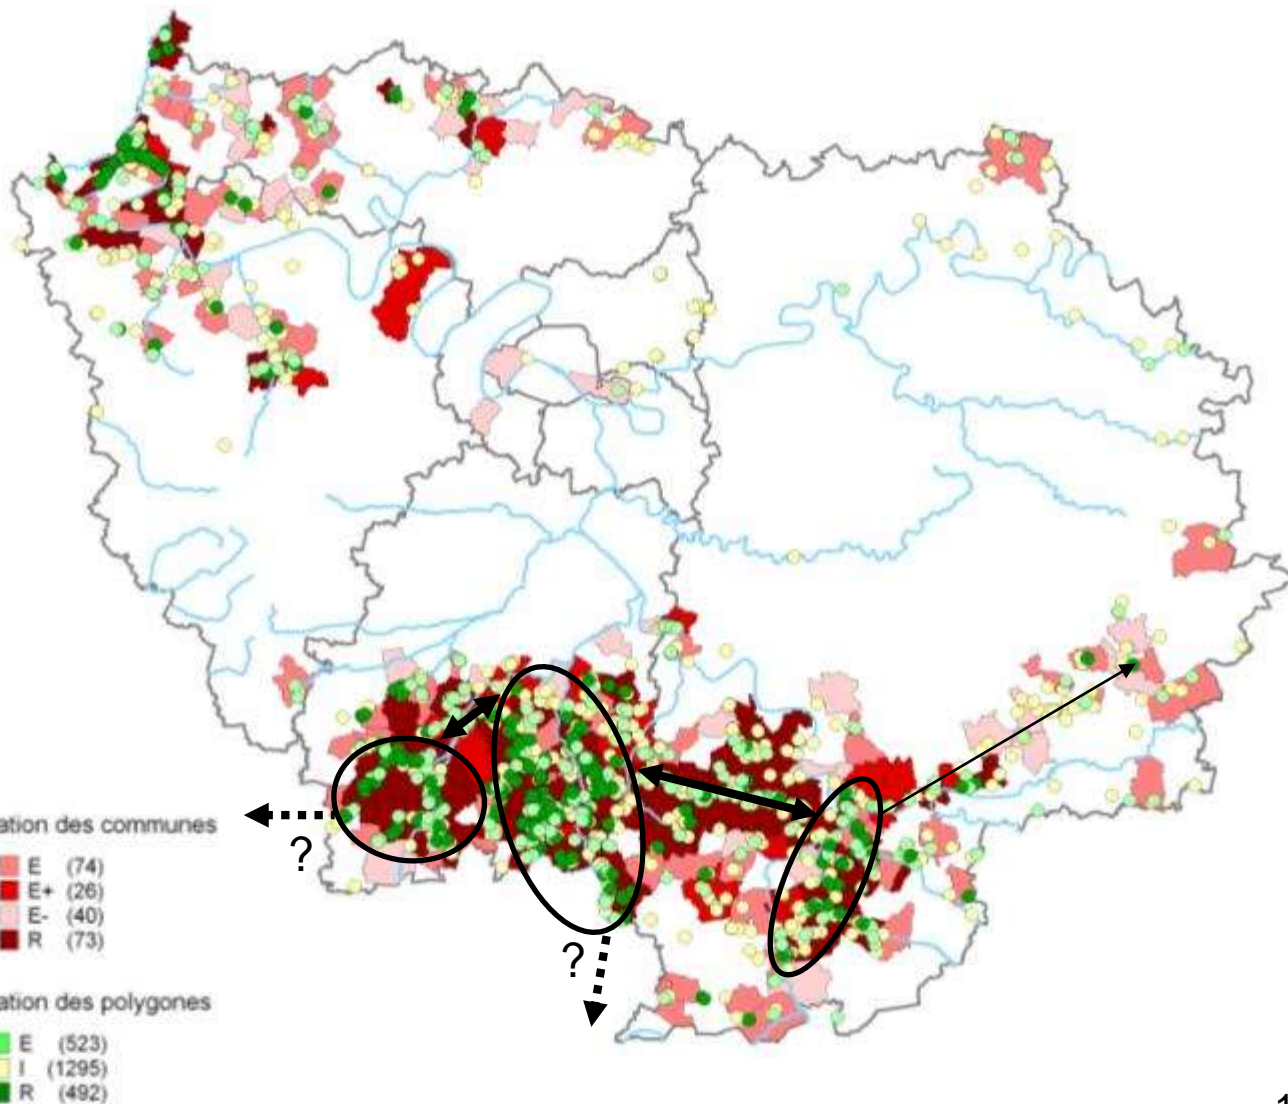 ?
?
ation des communes
E (74)
E+ (26)
E- (40)
R (73)
ation des polygones
E (523)
I (1295)
R (492)